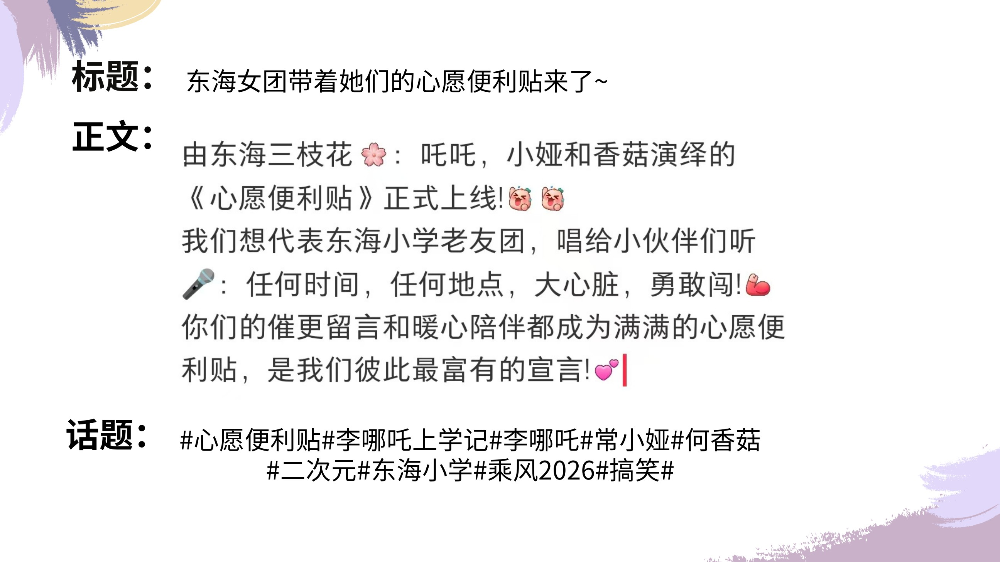 标题： 东海女团带着她们的心愿便利贴来了~
正文：
由东海三枝花🌸：吒吒，小娅和香菇演绎的
《心愿便利贴》正式上线!
我们想代表东海小学老友团，唱给小伙伴们听
🎤：任何时间，任何地点，大心脏，勇敢闯!💪
你们的催更留言和暖心陪伴都成为满满的心愿便
利贴，是我们彼此最富有的宣言!💕
话题： #心愿便利贴#李哪吒上学记#李哪吒#常小娅#何香菇
#二次元#东海小学#乘风2026#搞笑#